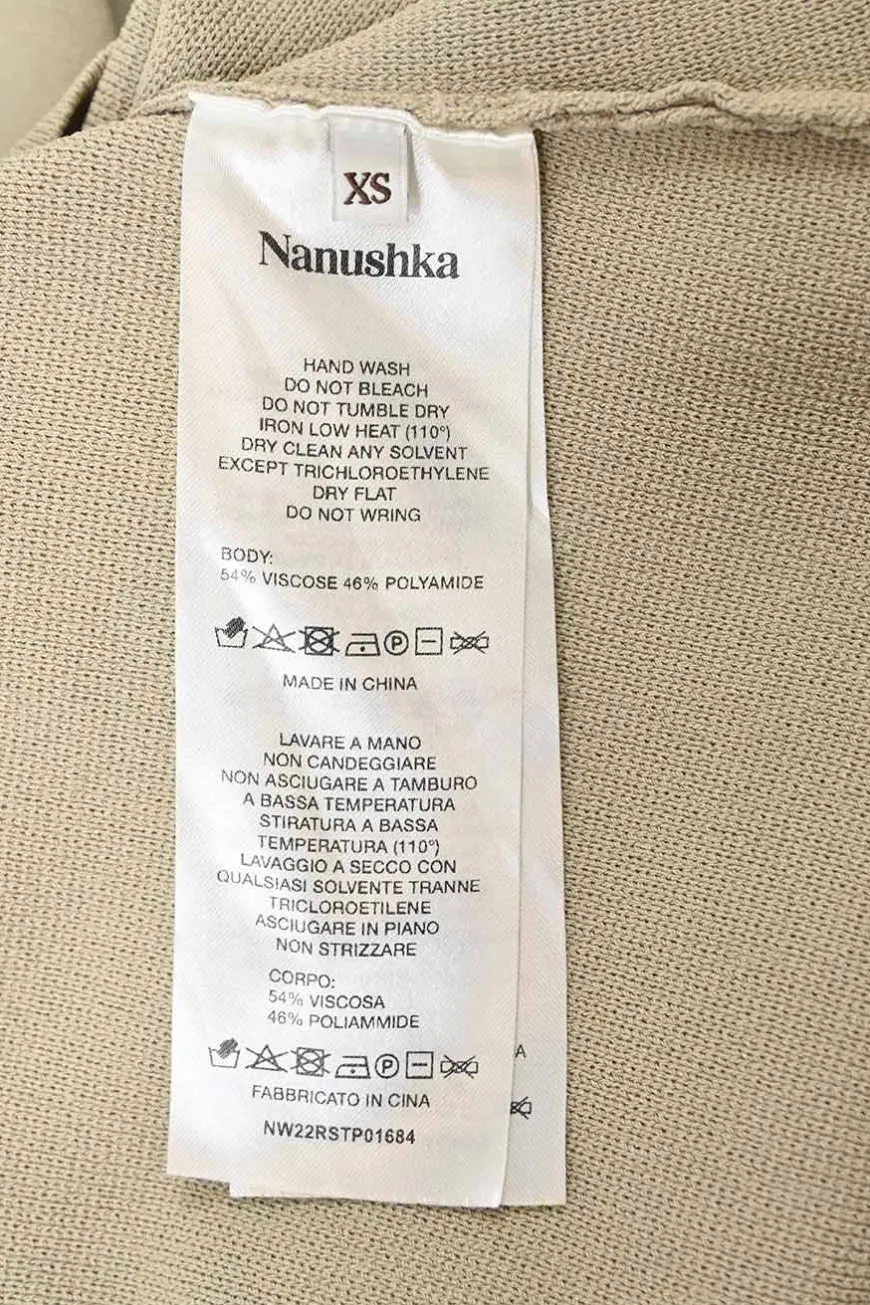 XS
Nanushka
HAND WASH
DO NOT BLEACH
DO NOT TUMBLE DRY
IRON LOW HEAT (110°)
DRY CLEAN ANY SOLVENT
EXCEPT TRICHLOROETHYLENE
DRY FLAT
DO NOT WRING
BODY:
54% VISCOSE 46% POLYAMIDE
P
MADE IN CHINA
LAVARE A MANO
NON CANDEGGIARE
NON ASCIUGARE A TAMBURO
A BASSA TEMPERATURA
STIRATURA A BASSA
TEMPERATURA (110°)
LAVAGGIO A SECCO CON
QUALSIASI SOLVENTE TRANNE
TRICLOROETILENE
ASCIUGARE IN PIANO
NON STRIZZARE
CORPO:
54% VISCOSA
46% POLIAMMIDE
P
A
FABBRICATO IN CINA
NW22RSTP01684